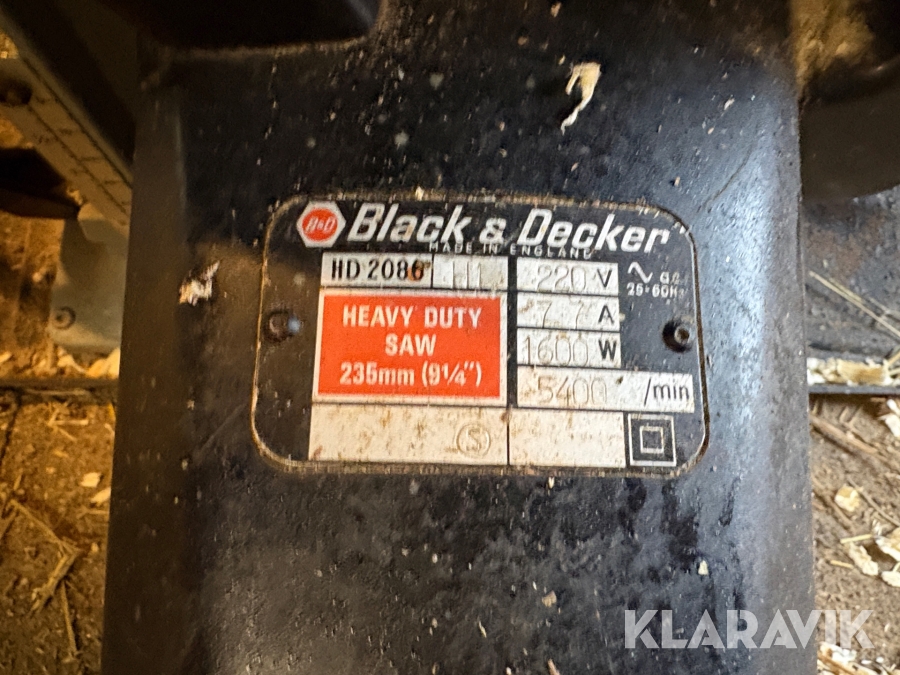 B&D Black & Decker
MADE IN ENGLAND
HD 2086 H1 220 V ac
25-60Hz
HEAVY DUTY 7.7 A
SAW 1600 W
235mm (9¼") 5400 /min
S
KLARAVIK